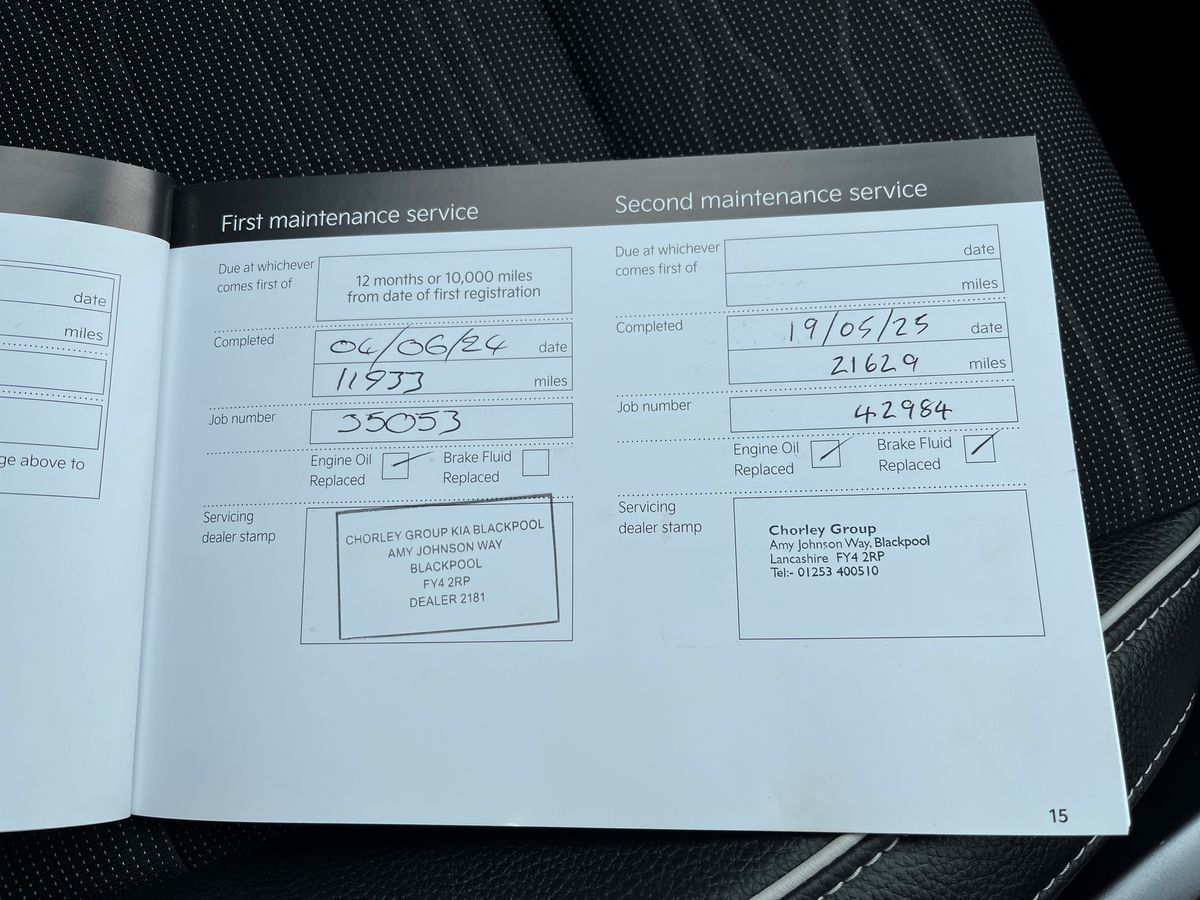 date
miles
ge above to
First maintenance service
Due at whichever
comes first of
12 months or 10,000 miles
from date of first registration
Completed
04/06/24 date
11933 miles
Job number
35053
Engine Oil
Replaced
Brake Fluid
Replaced
Servicing
dealer stamp
CHORLEY GROUP KIA BLACKPOOL
AMY JOHNSON WAY
BLACKPOOL
FY4 2RP
DEALER 2181
Second maintenance service
Due at whichever
comes first of
date
miles
Completed
19/05/25 date
21629 miles
Job number
42984
Engine Oil
Replaced
Brake Fluid
Replaced
Servicing
dealer stamp
Chorley Group
Amy Johnson Way, Blackpool
Lancashire FY4 2RP
Tel:- 01253 400510
15